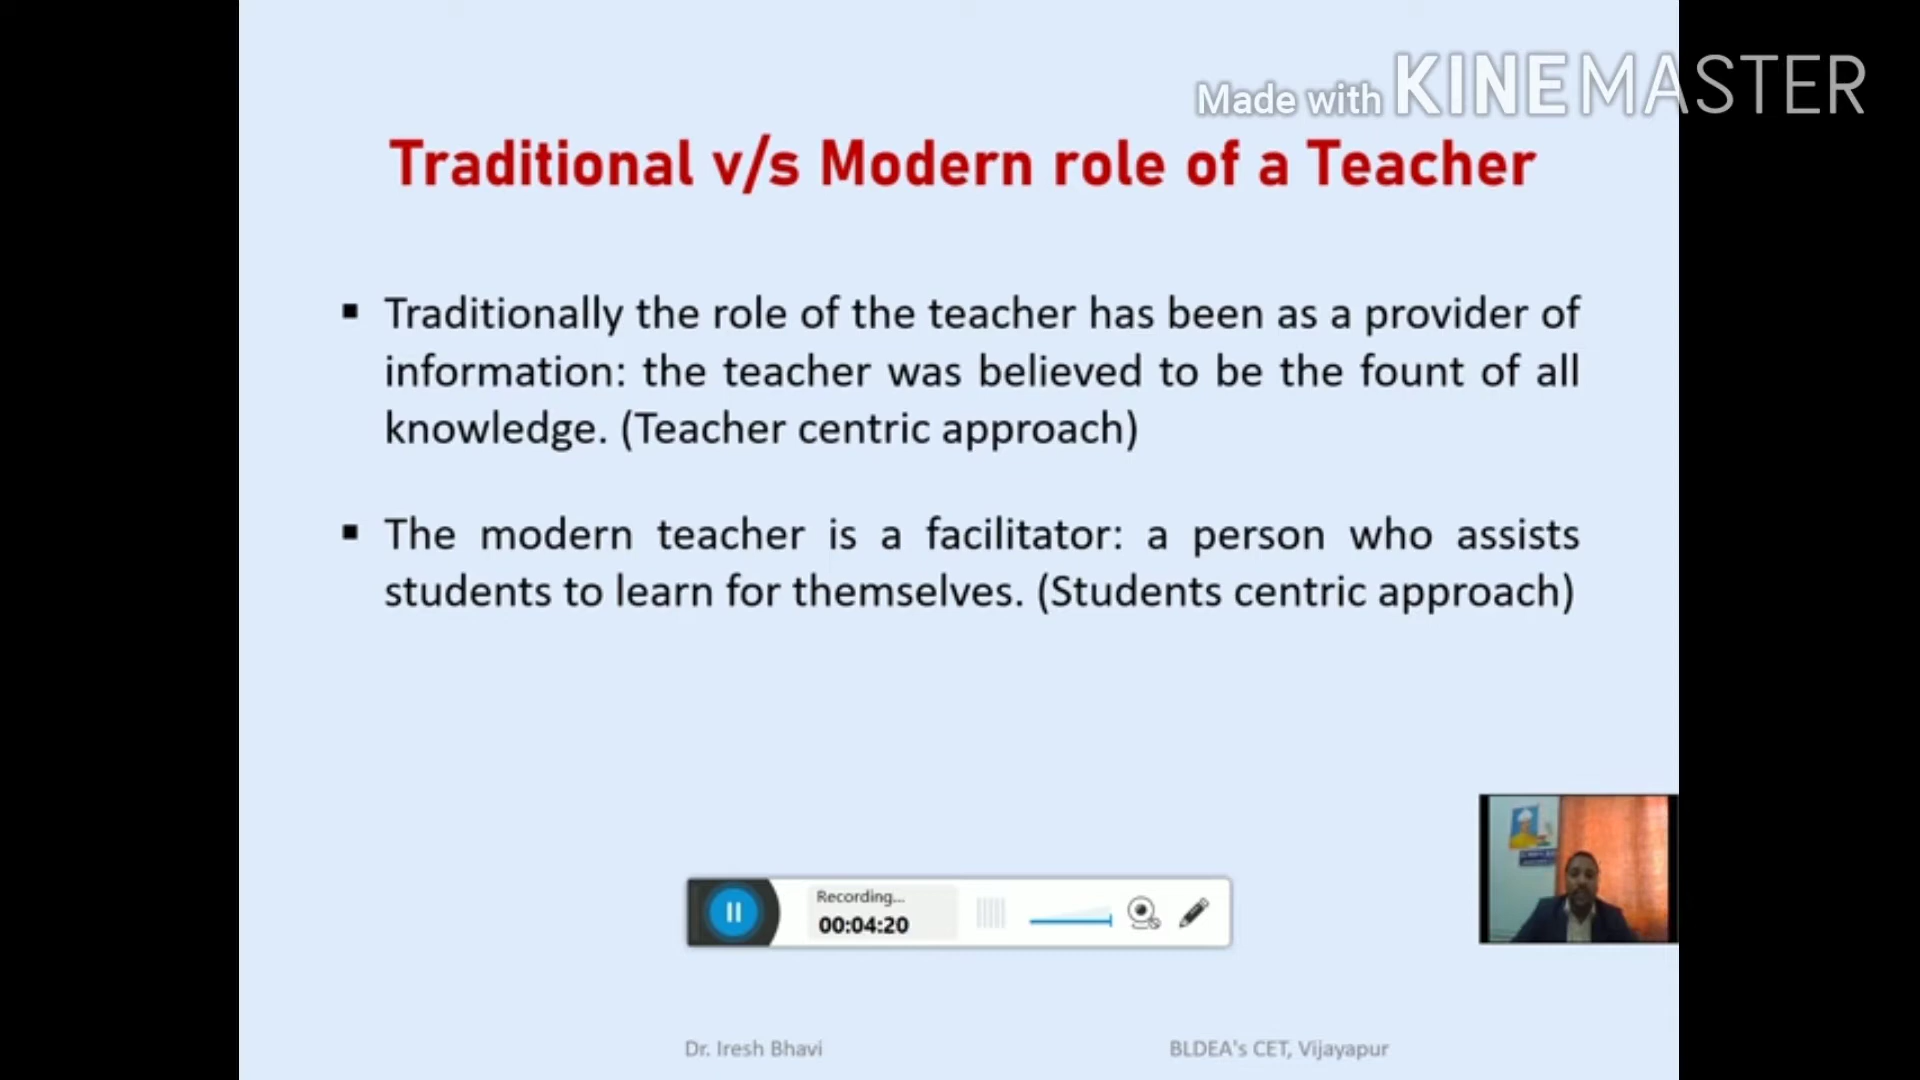 Made with KINEMASTER
Traditional v/s Modern role of a Teacher
▪ Traditionally the role of the teacher has been as a provider of
information: the teacher was believed to be the fount of all
knowledge. (Teacher centric approach)
▪ The modern teacher is a facilitator: a person who assists
students to learn for themselves. (Students centric approach)
Recording...
00:04:20
Dr. Iresh Bhavi
BLDEA's CET, Vijayapur